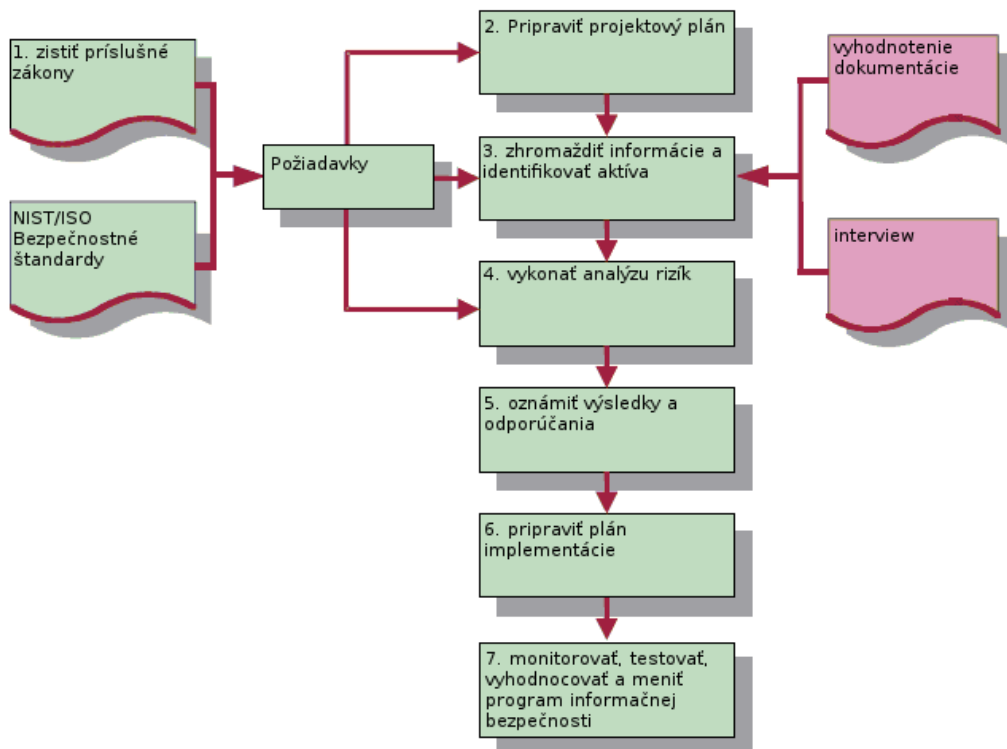 1. zistiť príslušné
zákony
NIST/ISO
Bezpečnostné
štandardy
Požiadavky
2. Pripraviť projektový plán
3. zhromaždiť informácie a
identifikovať aktíva
4. vykonať analýzu rizík
5. oznámiť výsledky a
odporúčania
6. pripraviť plán
implementácie
7. monitorovať, testovať,
vyhodnocovať a meniť
program informačnej
bezpečnosti
vyhodnotenie
dokumentácie
interview